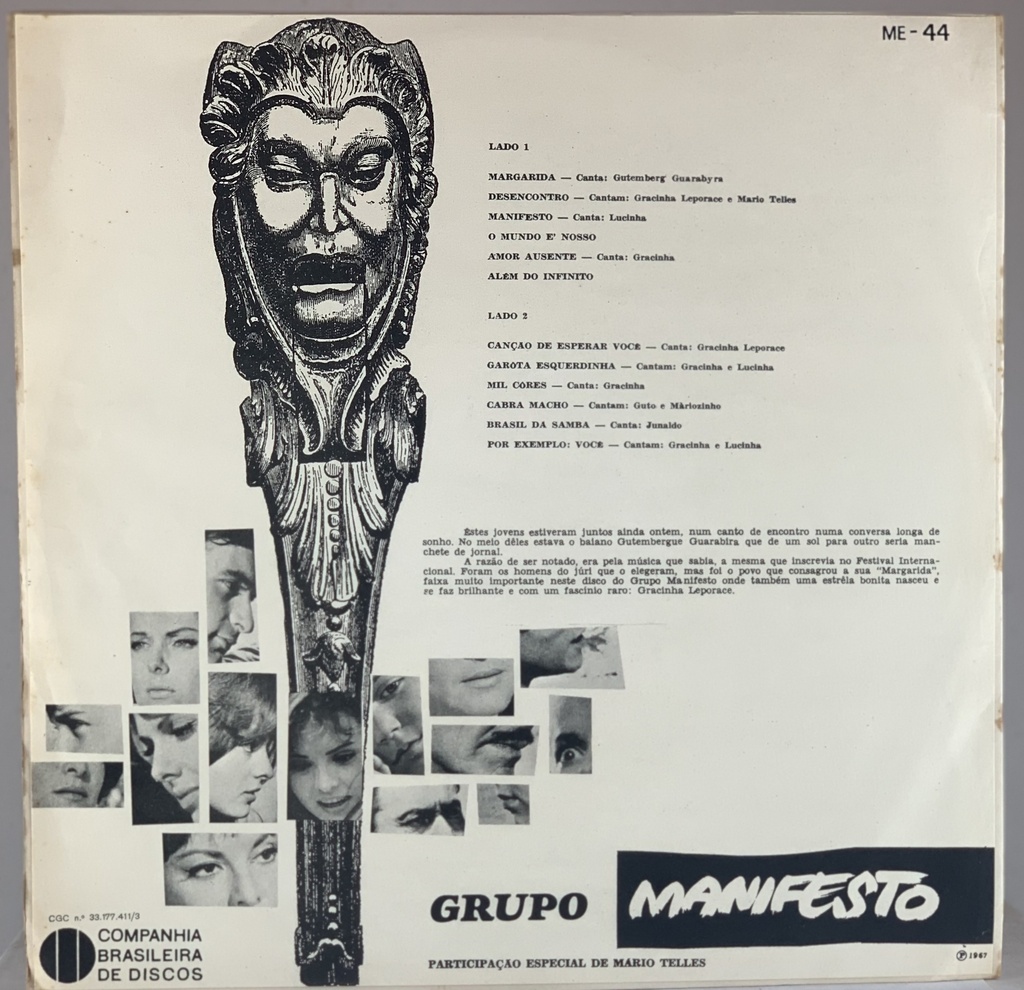 ME-44
LADO 1
MARGARIDA — Canta: Gutemberg Guarabyra
DESENCONTRO — Cantam: Gracinha Leporace e Mario Telles
MANIFESTO — Canta: Lucinha
O MUNDO E' NOSSO
AMOR AUSENTE — Canta: Gracinha
ALÉM DO INFINITO
LADO 2
CANÇÃO DE ESPERAR VOCÊ — Canta: Gracinha Leporace
GARÔTA ESQUERDINHA — Cantam: Gracinha e Lucinha
MIL CÔRES — Canta: Gracinha
CABRA MACHO — Cantam: Guto e Màriozinho
BRASIL DA SAMBA — Canta: Junaldo
POR EXEMPLO: VOCÊ — Cantam: Gracinha e Lucinha
Êstes jovens estiveram juntos ainda ontem, num canto de encontro numa conversa longa de
sonho. No meio dêles estava o baiano Gutembergue Guarabira que de um sol para outro seria man-
chete de jornal.
A razão de ser notado, era pela música que sabia, a mesma que inscrevia no Festival Interna-
cional. Foram os homens do júri que o elegeram, mas foi o povo que consagrou a sua "Margarida",
faixa muito importante neste disco do Grupo Manifesto onde também uma estrêla bonita nasceu e
se faz brilhante e com um fascínio raro: Gracinha Leporace.
GRUPO MANIFESTO
CGC n.º 33.177.411/3
COMPANHIA
BRASILEIRA
DE DISCOS
PARTICIPAÇÃO ESPECIAL DE MARIO TELLES
℗ 1967